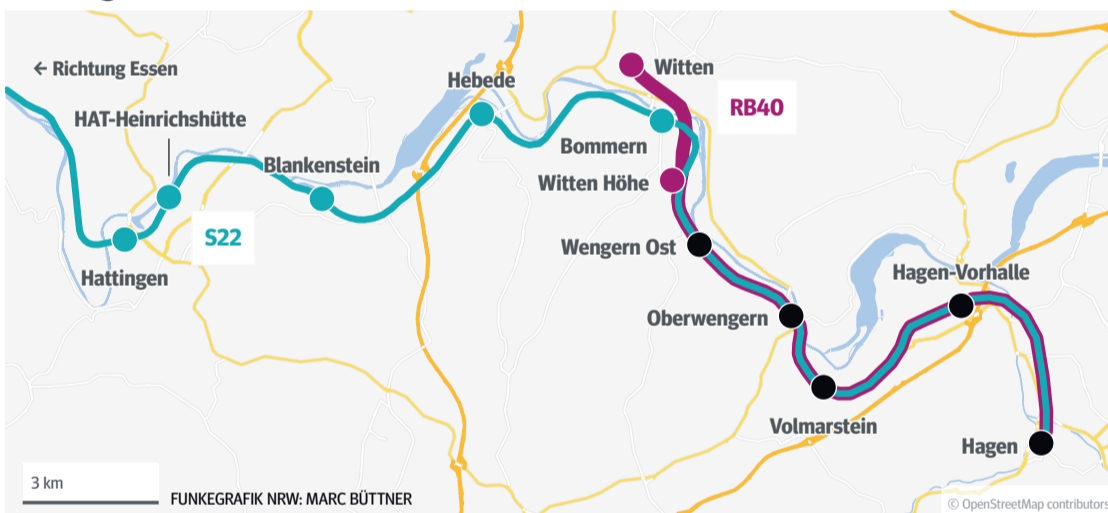 ← Richtung Essen
HAT-Heinrichshütte
Hebede
Witten
RB40
Blankenstein
Bommern
Witten Höhe
S22
Hattingen
Wengern Ost
Hagen-Vorhalle
Oberwengern
Volmarstein
Hagen
3 km
FUNKEGRAFIK NRW: MARC BÜTTNER
© OpenStreetMap contributors